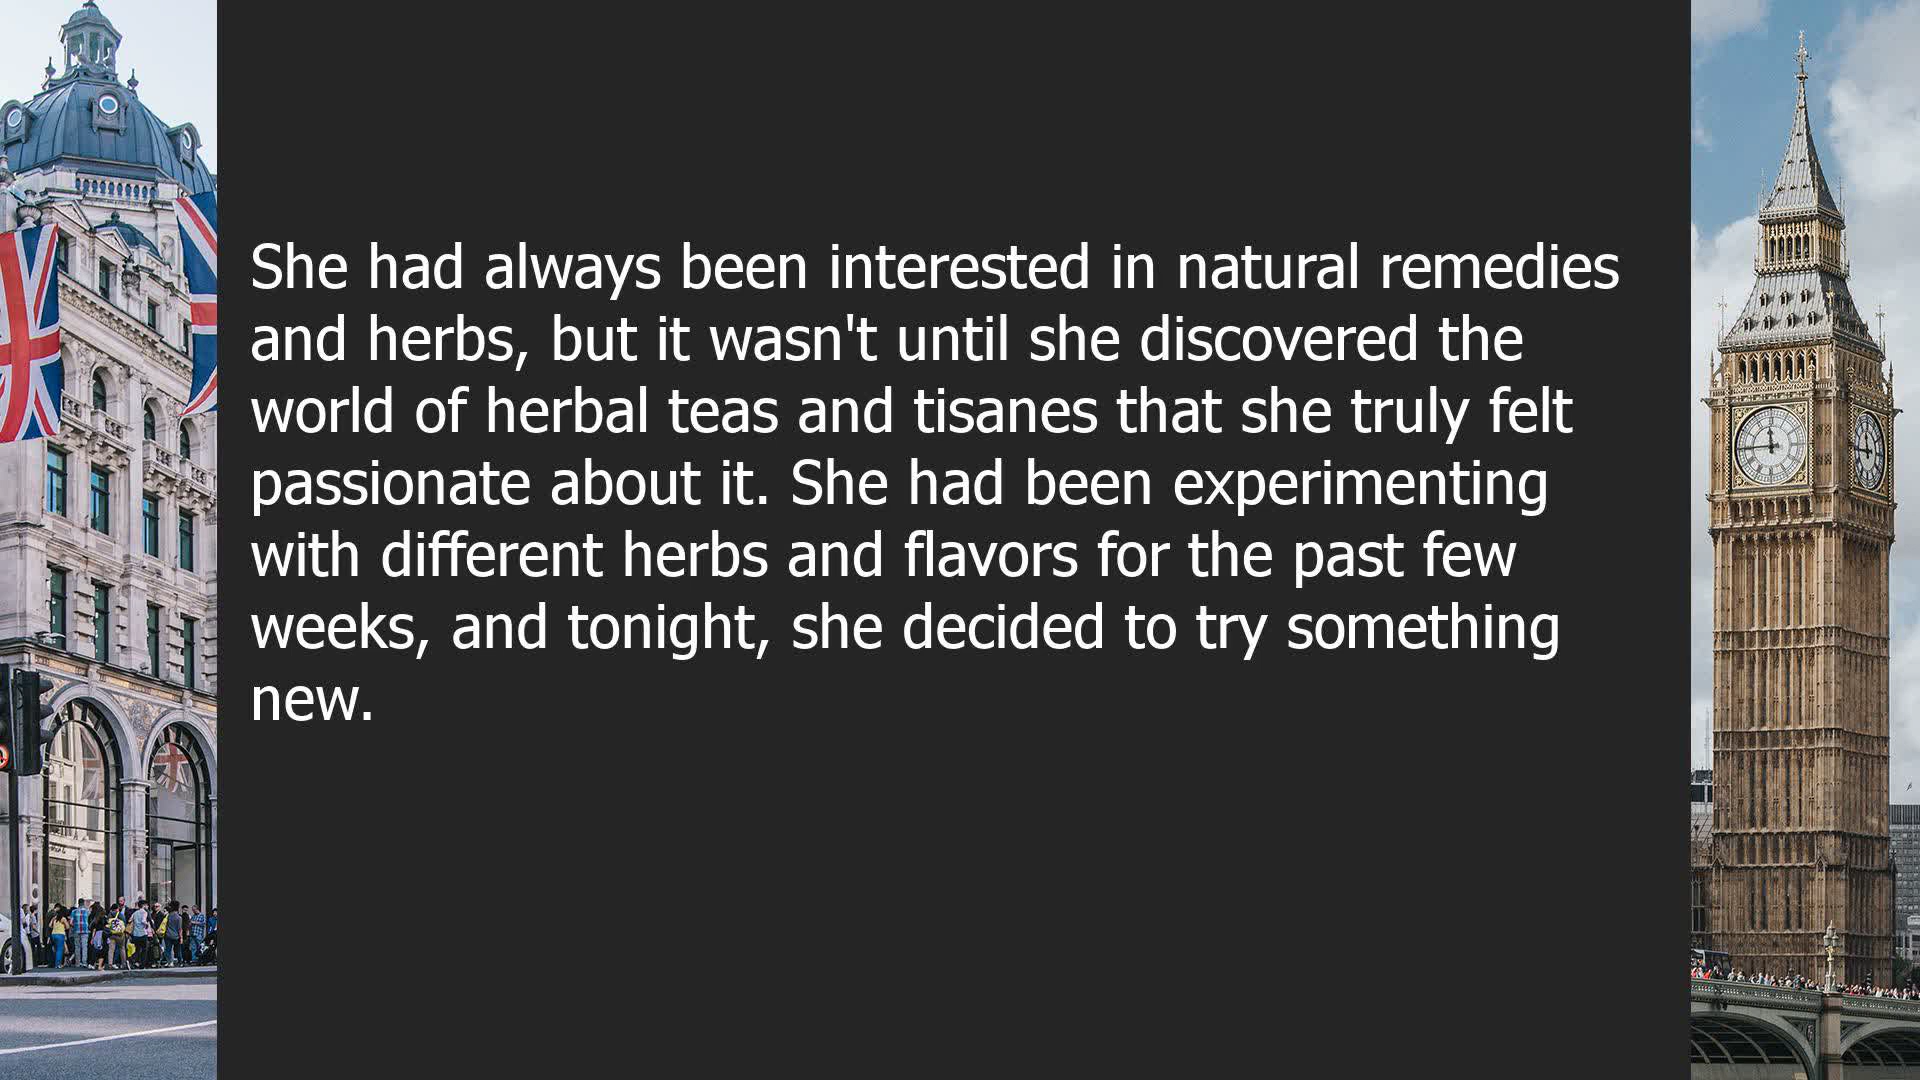 She had always been interested in natural remedies
and herbs, but it wasn't until she discovered the
world of herbal teas and tisanes that she truly felt
passionate about it. She had been experimenting
with different herbs and flavors for the past few
weeks, and tonight, she decided to try something
new.